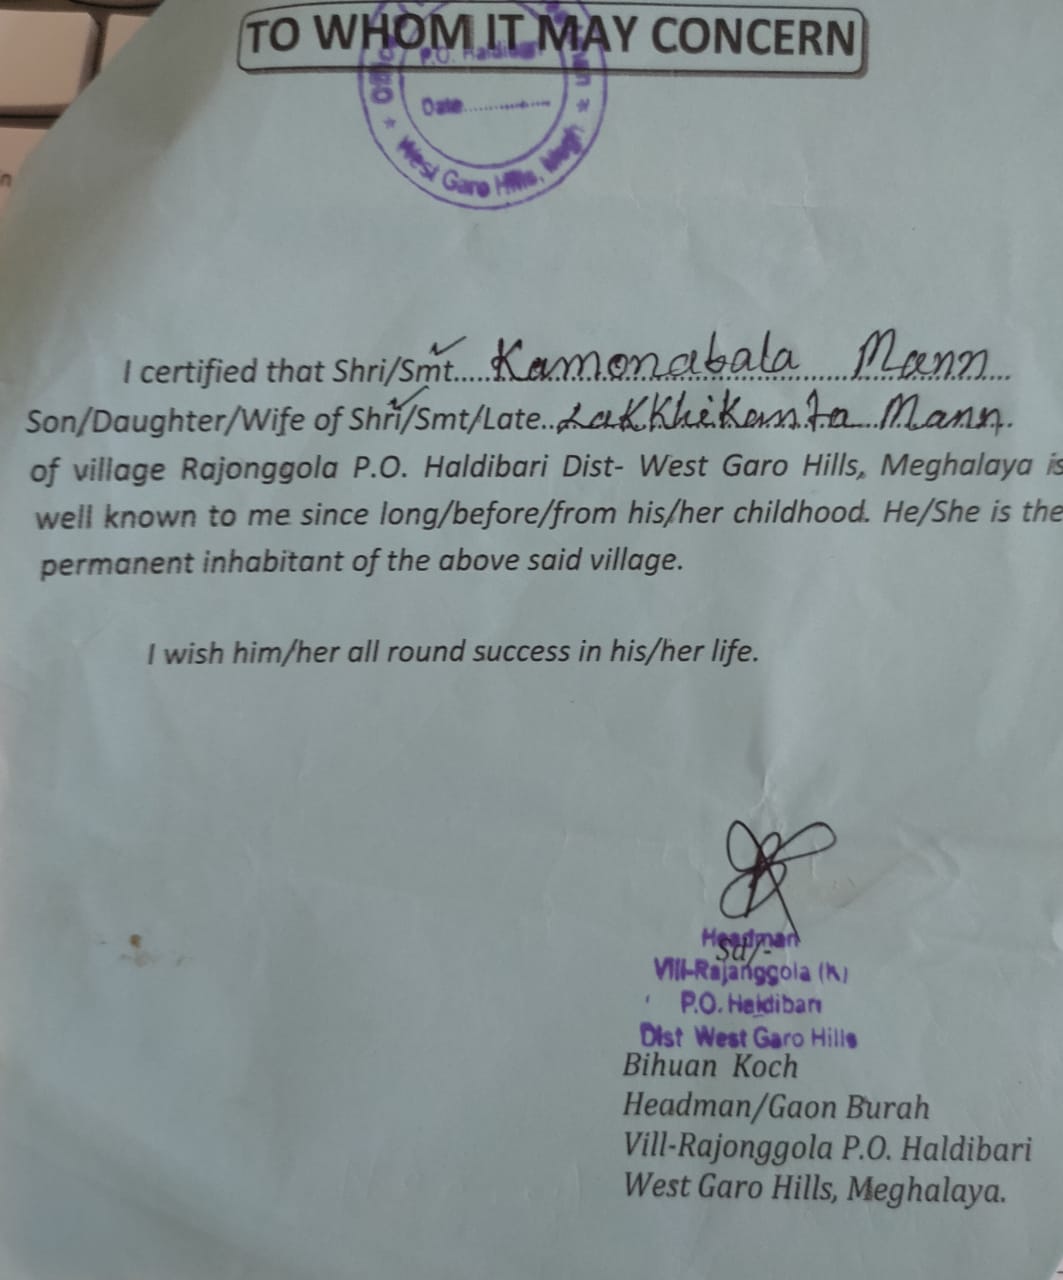 TO WHOM IT MAY CONCERN
P.O. Haldibari
Date...................
West Garo Hills, Megh
I certified that Shri/Smt..... Kamonabala Mann
Son/Daughter/Wife of Shri/Smt/Late.. Lakkhikanta Mann.
of village Rajonggola P.O. Haldibari Dist- West Garo Hills, Meghalaya is
well known to me since long/before/from his/her childhood. He/She is the
permanent inhabitant of the above said village.
I wish him/her all round success in his/her life.
Headman
Sd/-
Vill-Rajanggola (K)
P.O. Haldibari
Dist West Garo Hills
Bihuan Koch
Headman/Gaon Burah
Vill-Rajonggola P.O. Haldibari
West Garo Hills, Meghalaya.